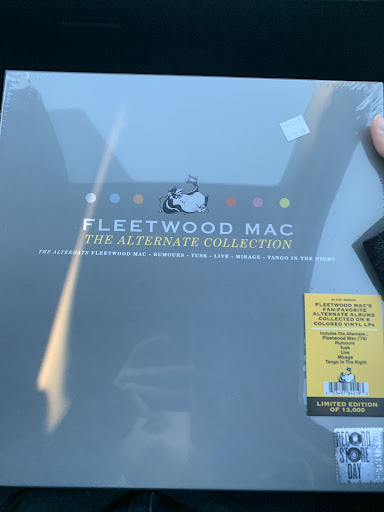 FLEETWOOD MAC
THE ALTERNATE COLLECTION
THE ALTERNATE FLEETWOOD MAC • RUMOURS • TUSK • LIVE • MIRAGE • TANGO IN THE NIGHT
FLEETWOOD MAC'S
FAN-FAVORITE
ALTERNATE ALBUMS
COLLECTED ON 8
COLORED VINYL LPs
Includes The Alternate...
Fleetwood Mac ('75)
Rumours
Tusk
Live
Mirage
Tango In The Night
LIMITED EDITION
OF 13,000
RECORD
STORE
DAY